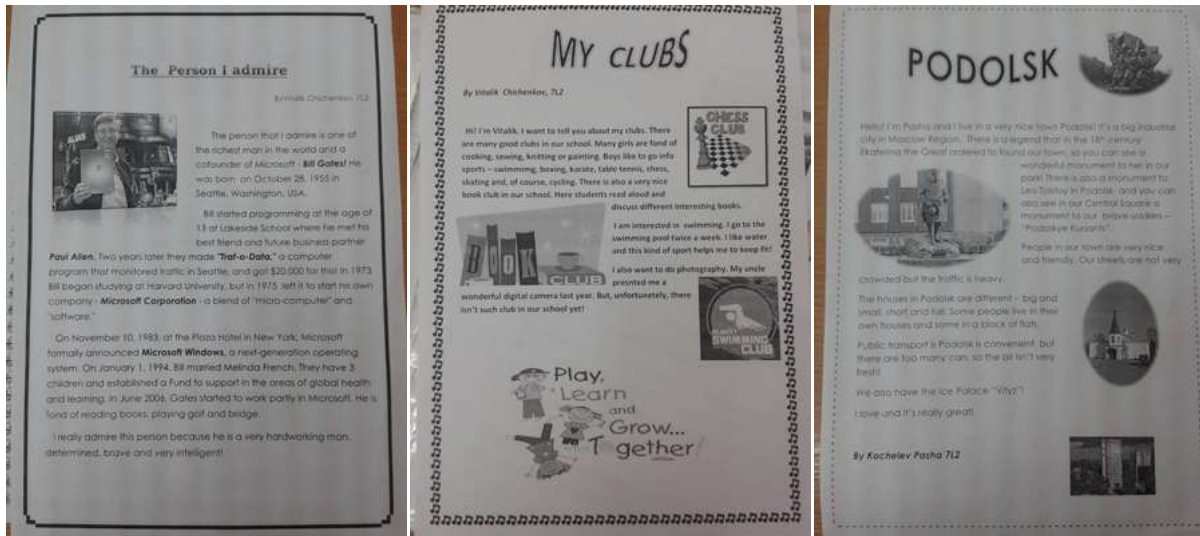 The Person I admire
By Vitalik Chichenkov, 7L2
The person that I admire is one of
the richest man in the world and a
cofounder of Microsoft - Bill Gates! He
was born on October 28, 1955 in
Seattle, Washington, USA.
Bill started programming at the age of
13 at Lakeside School where he met his
best friend and future business partner
Paul Allen. Two years later they made "Traf-o-Data," a computer
program that monitored traffic in Seattle, and got $20,000 for this! In 1973
Bill began studying at Harvard University, but in 1975 left it to start his own
company - Microsoft Corporation - a blend of "micro-computer" and
"software."
On November 10, 1983, at the Plaza Hotel in New York, Microsoft
formally announced Microsoft Windows, a next-generation operating
system. On January 1, 1994, Bill married Melinda French. They have 3
children and established a Fund to support in the areas of global health
and learning. In June 2006, Gates started to work partly in Microsoft. He is
fond of reading books, playing golf and bridge.
I really admire this person because he is a very hardworking man,
determined, brave and very intelligent!
MY CLUBS
By Vitalik Chichenkov, 7L2
Hi! I'm Vitalik. I want to tell you about my clubs. There
are many good clubs in our school. Many girls are fond of
cooking, sewing, knitting or painting. Boys like to go info
sports – swimming, boxing, karate, table tennis, chess,
skating and, of course, cycling. There is also a very nice
book club in our school. Here students read aloud and
discuss different interesting books.
CHESS
CLUB
I am interested in swimming. I go to the
swimming pool twice a week. I like water
and this kind of sport helps me to keep fit!
BOOK
CLUB
I also want to do photography. My uncle
presnted me a
wonderful digital camera last year. But, unfortunetely, there
isn't such club in our school yet!
SWIMMING
CLUB
Play,
Learn
and
Grow...
T gether!
PODOLSK
Hello! I'm Pasha and I live in a very nice town Podolsk! It's a big industrial
city in Moscow Region. There is a legend that in the 18th century
Ekaterina the Great ordered to found our town, so you can see a
wonderful monument to her in our
park! There is also a monument to
Lev Tolstoy in Podolsk and you can
also see in our Central Square a
monument to our brave soldiers –
"Podolskye Kursants".
People in our town are very nice
and friendly. Our streets are not very
crowded but the traffic is heavy.
The houses in Podolsk are different - big and
small, short and tall. Some people live in their
own houses and some in a block of flats.
Public transport is Podolsk is convenient, but
there are too many cars, so the air isn't very
fresh!
We also have the Ice Palace "Vityz"!
I love und it's really great!
By Kochelev Pasha 7L2